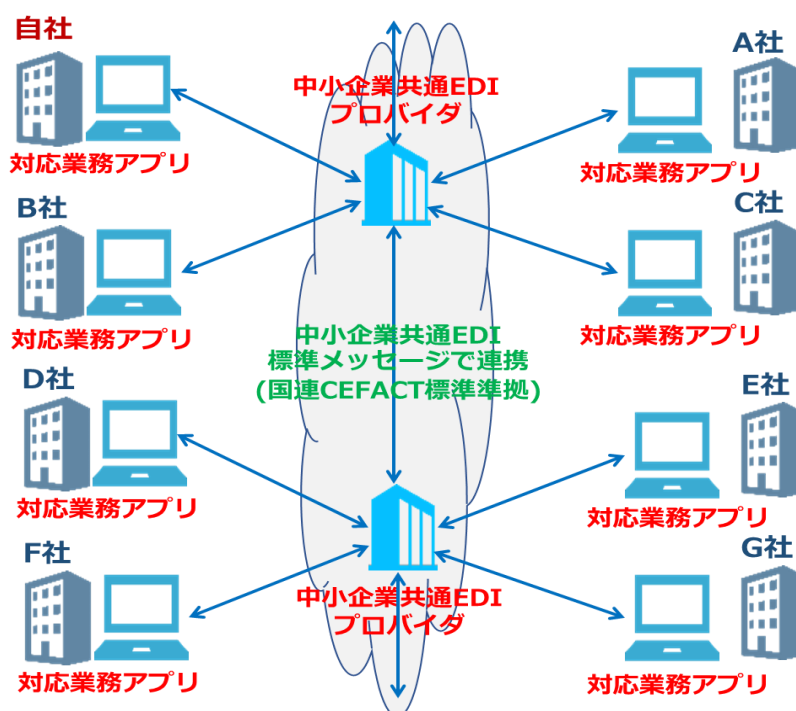 自社
対応業務アプリ
中小企業共通EDI
プロバイダ
A社
対応業務アプリ
B社
対応業務アプリ
C社
対応業務アプリ
中小企業共通EDI
標準メッセージで連携
(国連CEFACT標準準拠)
D社
対応業務アプリ
E社
対応業務アプリ
F社
対応業務アプリ
中小企業共通EDI
プロバイダ
G社
対応業務アプリ